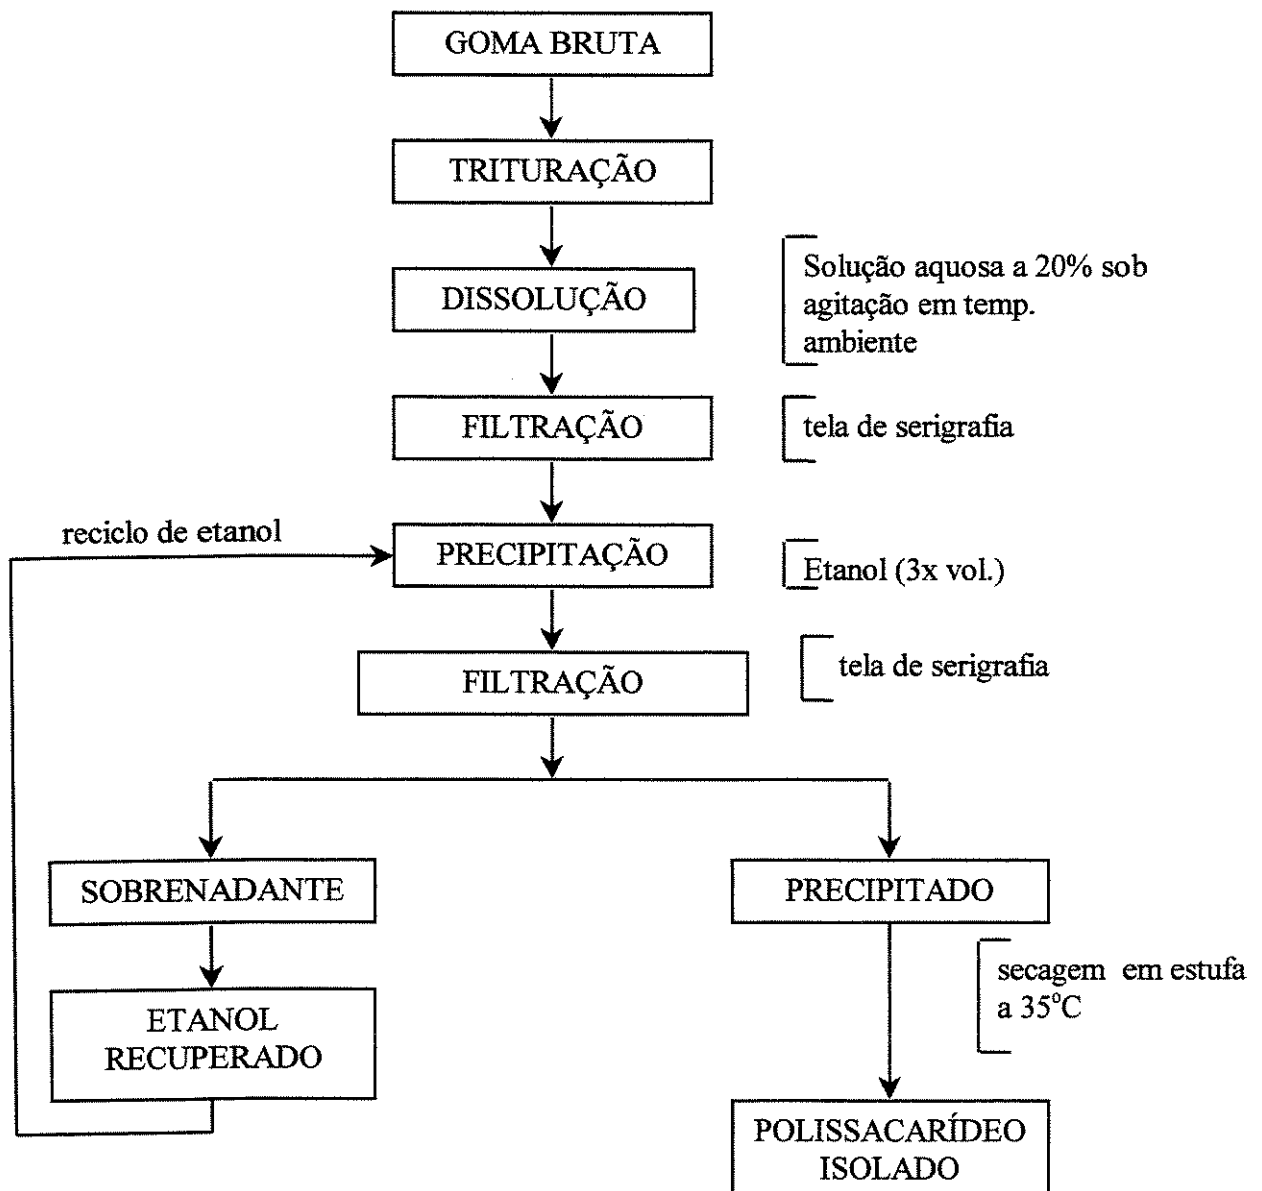 GOMA BRUTA
TRITURAÇÃO
DISSOLUÇÃO
Solução aquosa a 20% sob
agitação em temp.
ambiente
FILTRAÇÃO
tela de serigrafia
reciclo de etanol
PRECIPITAÇÃO
Etanol (3x vol.)
FILTRAÇÃO
tela de serigrafia
SOBRENADANTE
PRECIPITADO
secagem em estufa
a 35°C
ETANOL
RECUPERADO
POLISSACARÍDEO
ISOLADO